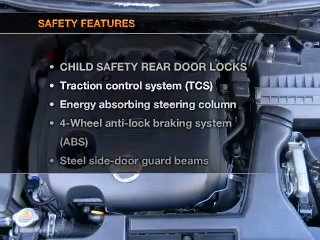 SAFETY FEATURES
• CHILD SAFETY REAR DOOR LOCKS
• Traction control system (TCS)
• Energy absorbing steering column
• 4-Wheel anti-lock braking system
(ABS)
• Steel side-door guard beams